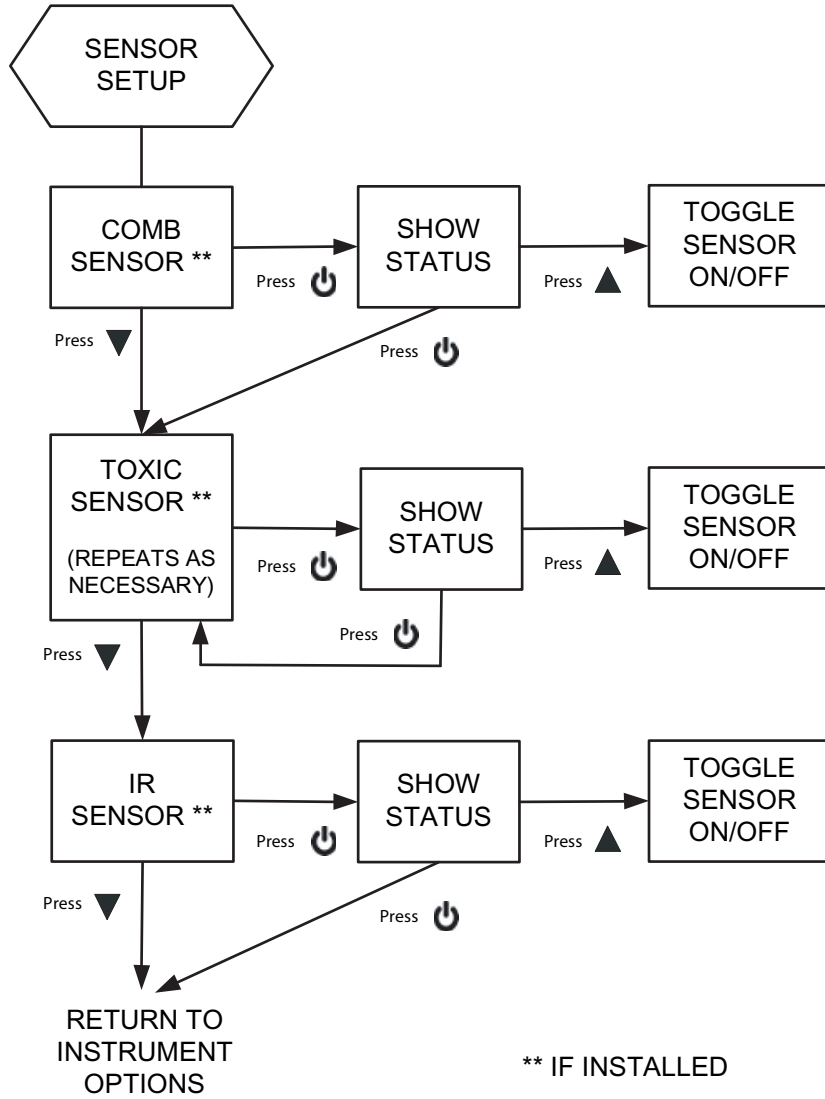 SENSOR
SETUP
COMB
SENSOR **
Press
SHOW
STATUS
Press
TOGGLE
SENSOR
ON/OFF
Press
Press
TOXIC
SENSOR **
(REPEATS AS
NECESSARY)
Press
SHOW
STATUS
Press
TOGGLE
SENSOR
ON/OFF
Press
Press
IR
SENSOR **
Press
SHOW
STATUS
Press
TOGGLE
SENSOR
ON/OFF
Press
Press
RETURN TO
INSTRUMENT
OPTIONS
** IF INSTALLED